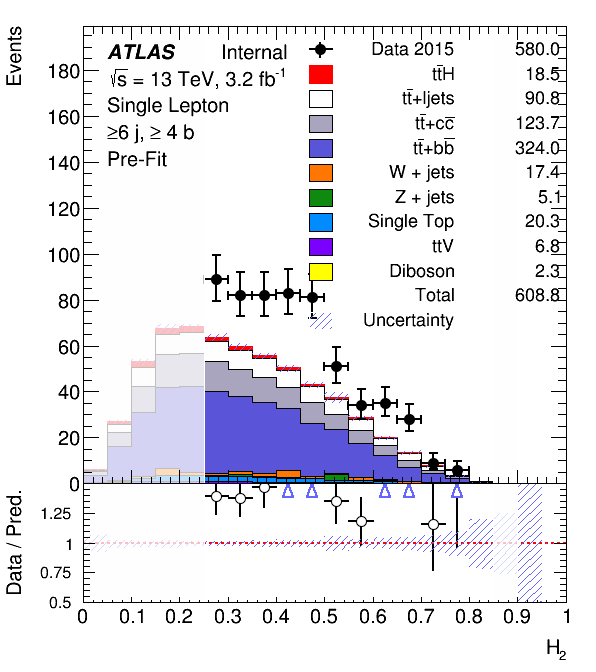 Events
ATLAS Internal
√s = 13 TeV, 3.2 fb⁻¹
Single Lepton
≥6 j, ≥ 4 b
Pre-Fit
Data 2015 580.0
tt̄H 18.5
tt̄+ljets 90.8
tt̄+cc̄ 123.7
tt̄+bb̄ 324.0
W + jets 17.4
Z + jets 5.1
Single Top 20.3
ttV 6.8
Diboson 2.3
Total 608.8
Uncertainty
180
160
140
120
100
80
60
40
20
0
Data / Pred.
1.25
1
0.75
0.5
0 0.1 0.2 0.3 0.4 0.5 0.6 0.7 0.8 0.9 1
H₂